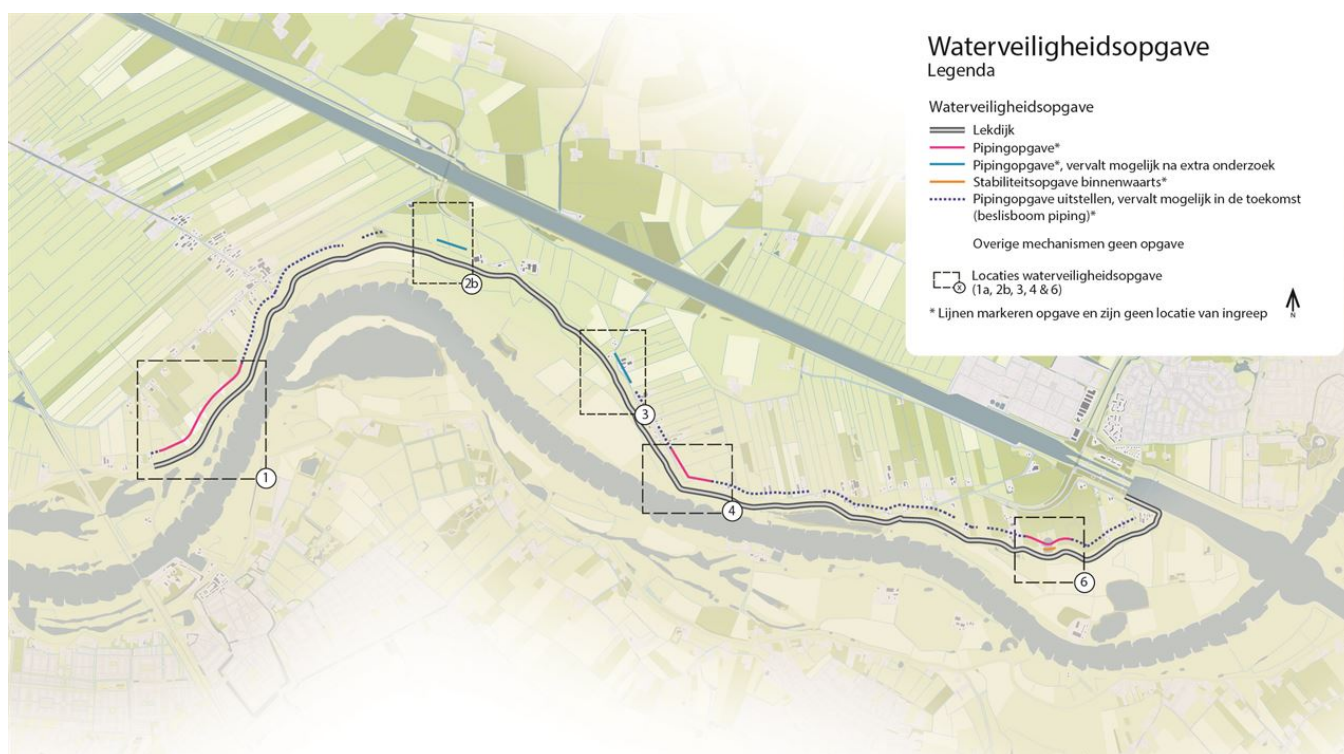 Waterveiligheidsopgave
Legenda
Waterveiligheidsopgave
Lekdijk
Pipingopgave*
Pipingopgave*, vervalt mogelijk na extra onderzoek
Stabiliteitsopgave binnenwaarts*
Pipingopgave uitstellen, vervalt mogelijk in de toekomst
(beslisboom piping)*
Overige mechanismen geen opgave
x
Locaties waterveiligheidsopgave
(1a, 2b, 3, 4 & 6)
* Lijnen markeren opgave en zijn geen locatie van ingreep
N
2b
3
1
4
6